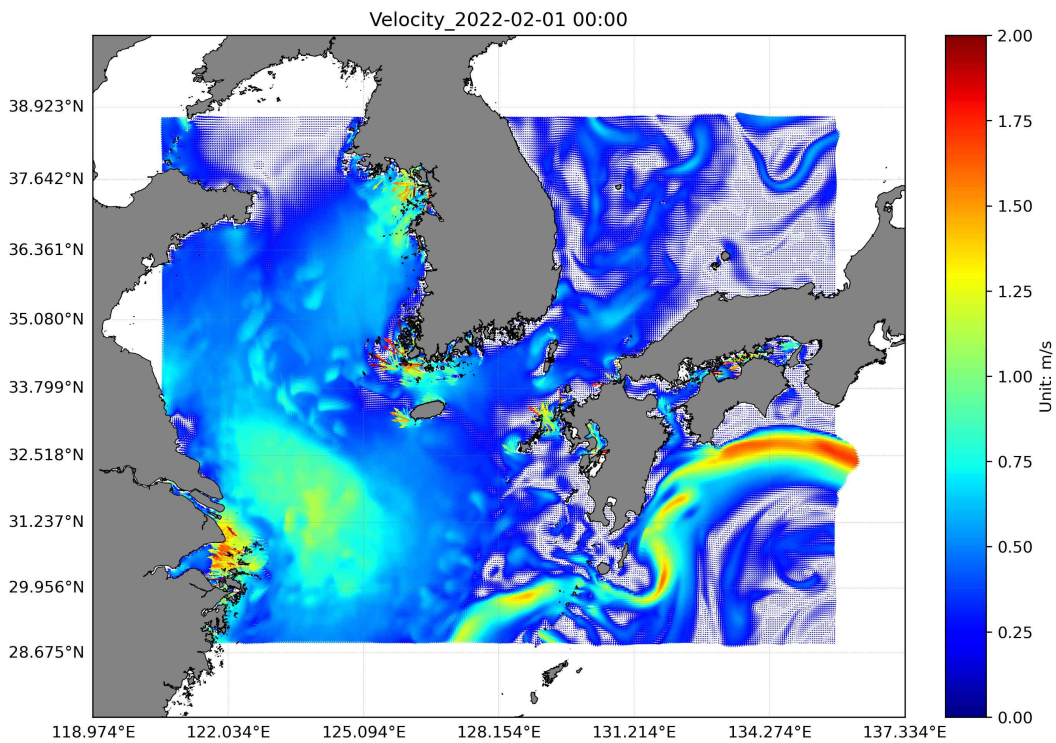 Velocity_2022-02-01 00:00
38.923°N
37.642°N
36.361°N
35.080°N
33.799°N
32.518°N
31.237°N
29.956°N
28.675°N
118.974°E
122.034°E
125.094°E
128.154°E
131.214°E
134.274°E
137.334°E
2.00
1.75
1.50
1.25
1.00
0.75
0.50
0.25
0.00
Unit: m/s